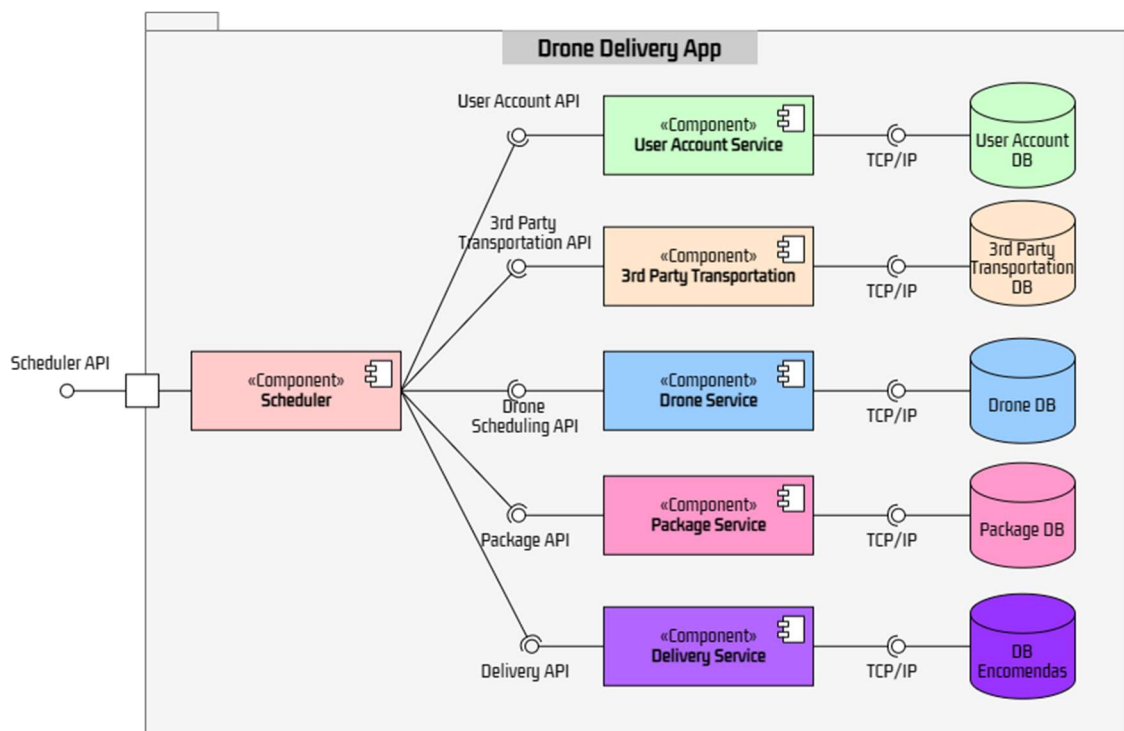 Drone Delivery App
User Account API
«Component»
User Account Service
TCP/IP
User Account
DB
3rd Party
Transportation API
«Component»
3rd Party Transportation
TCP/IP
3rd Party
Transportation
DB
Scheduler API
«Component»
Scheduler
Drone
Scheduling API
«Component»
Drone Service
TCP/IP
Drone DB
Package API
«Component»
Package Service
TCP/IP
Package DB
Delivery API
«Component»
Delivery Service
TCP/IP
DB
Encomendas